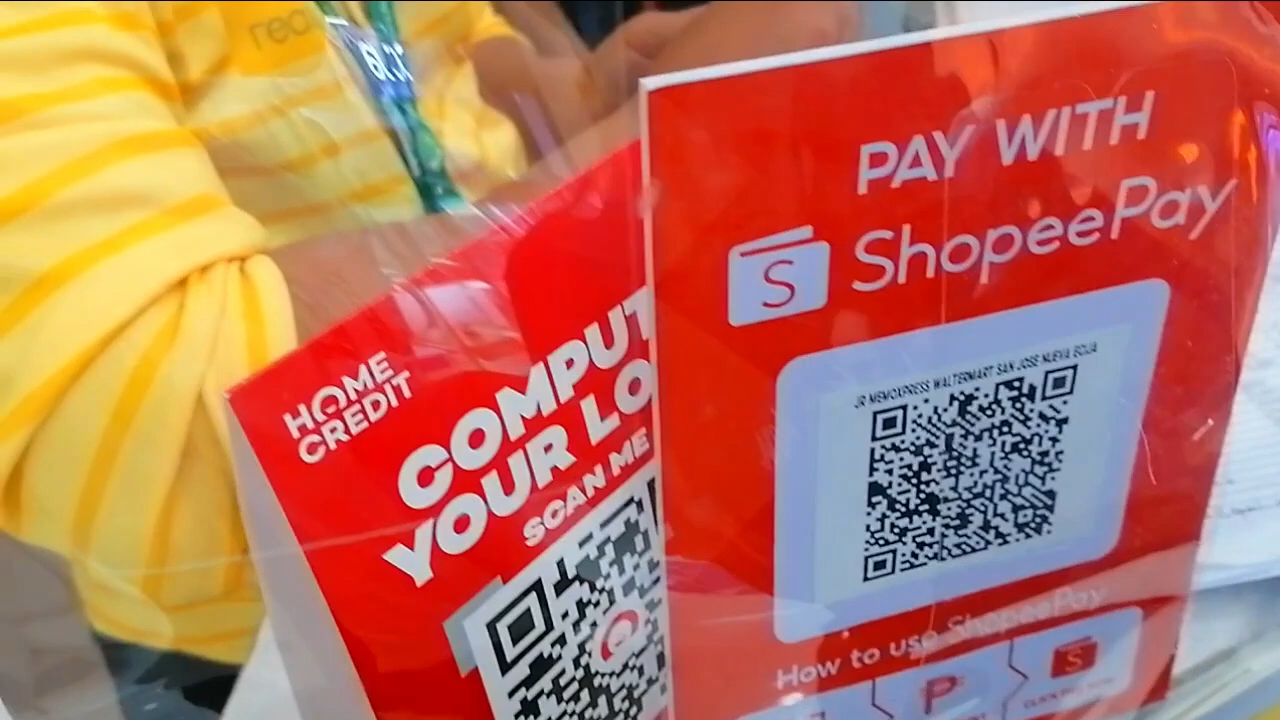 HOME
CREDIT
COMPUT
YOUR LO
SCAN ME
PAY WITH
S
ShopeePay
JR MEMOXPRESS WALTERMART SAN JOSE NUEVA ECIJA
How to use ShopeePay
P
S